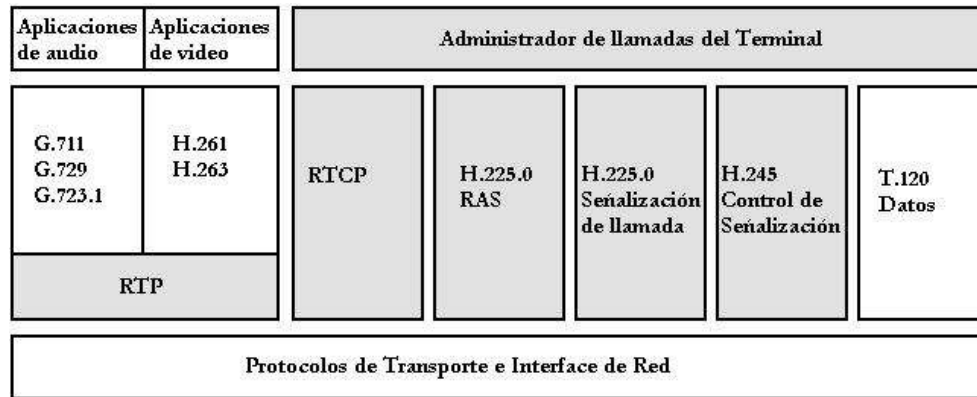 Aplicaciones
de audio
Aplicaciones
de video
Administrador de llamadas del Terminal
G.711
G.729
G.723.1
H.261
H.263
RTP
RTCP
H.225.0
RAS
H.225.0
Señalización
de llamada
H.245
Control de
Señalización
T.120
Datos
Protocolos de Transporte e Interface de Red